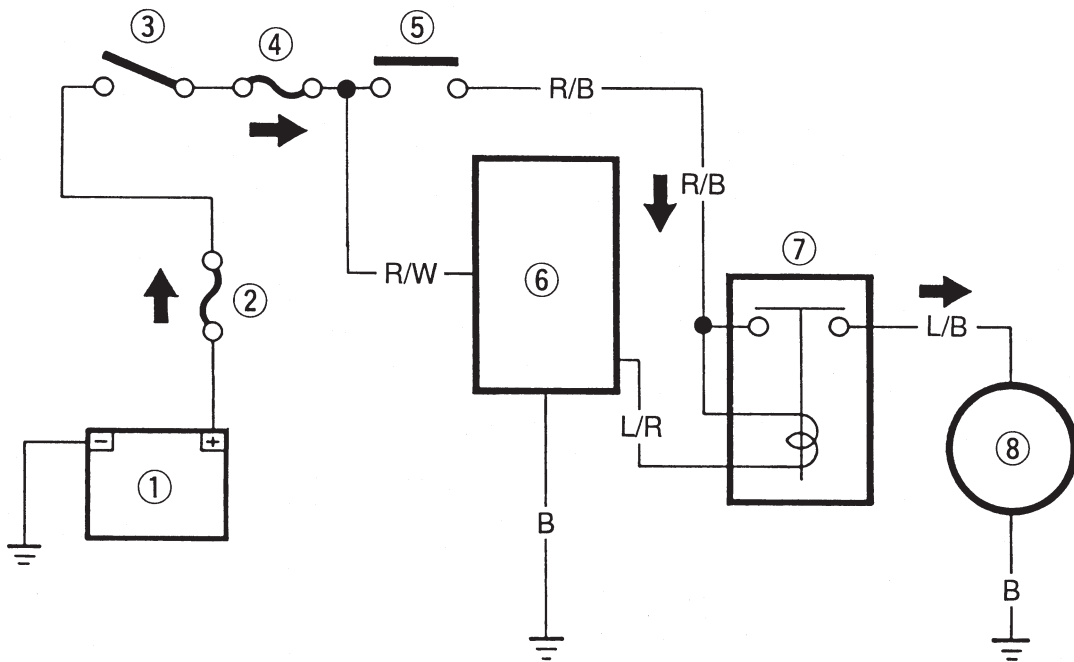 ③
④
⑤
R/B
R/B
⑦
R/W
⑥
②
L/B
L/R
− +
①
⑧
B
B